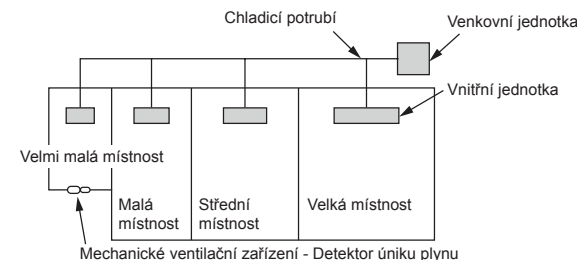 Chladicí potrubí
Venkovní jednotka
Vnitřní jednotka
Velmi malá místnost
Malá
místnost
Střední
místnost
Velká místnost
Mechanické ventilační zařízení - Detektor úniku plynu